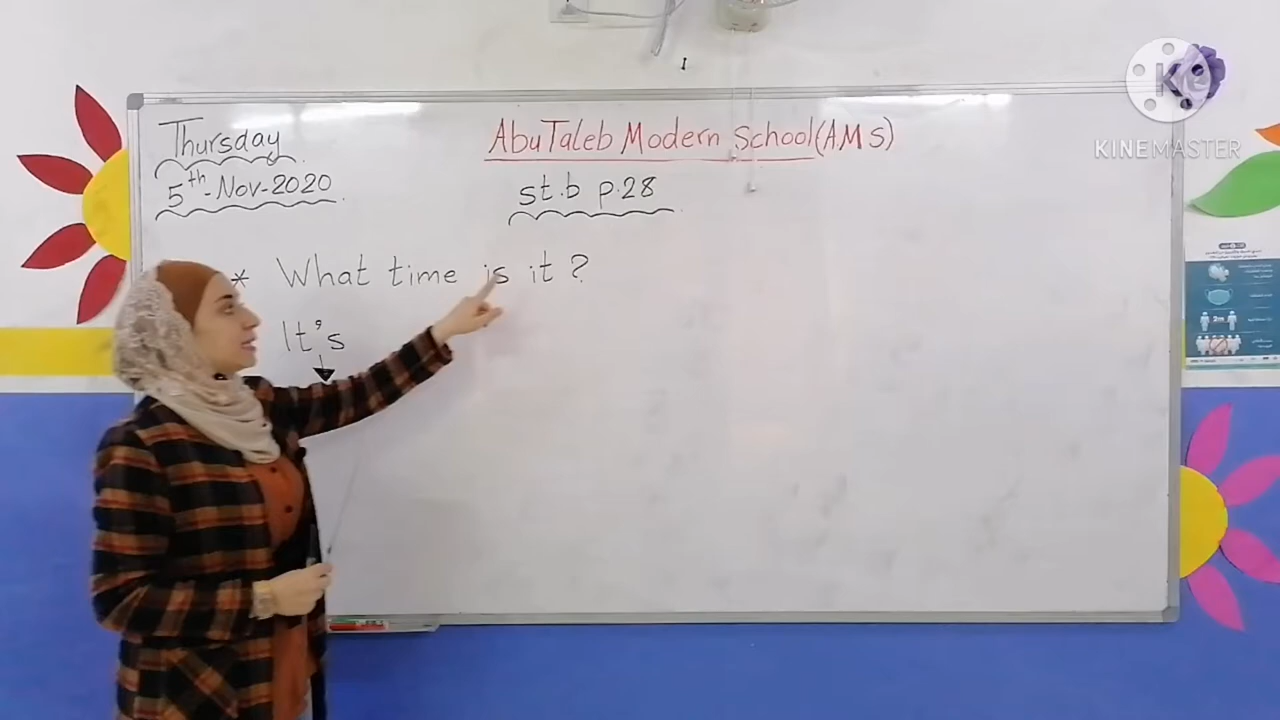 Thursday
5th-Nov-2020
AbuTaleb Modern School(A.M s)
st.b p.28
* What time is it ?
It's
KINEMASTER